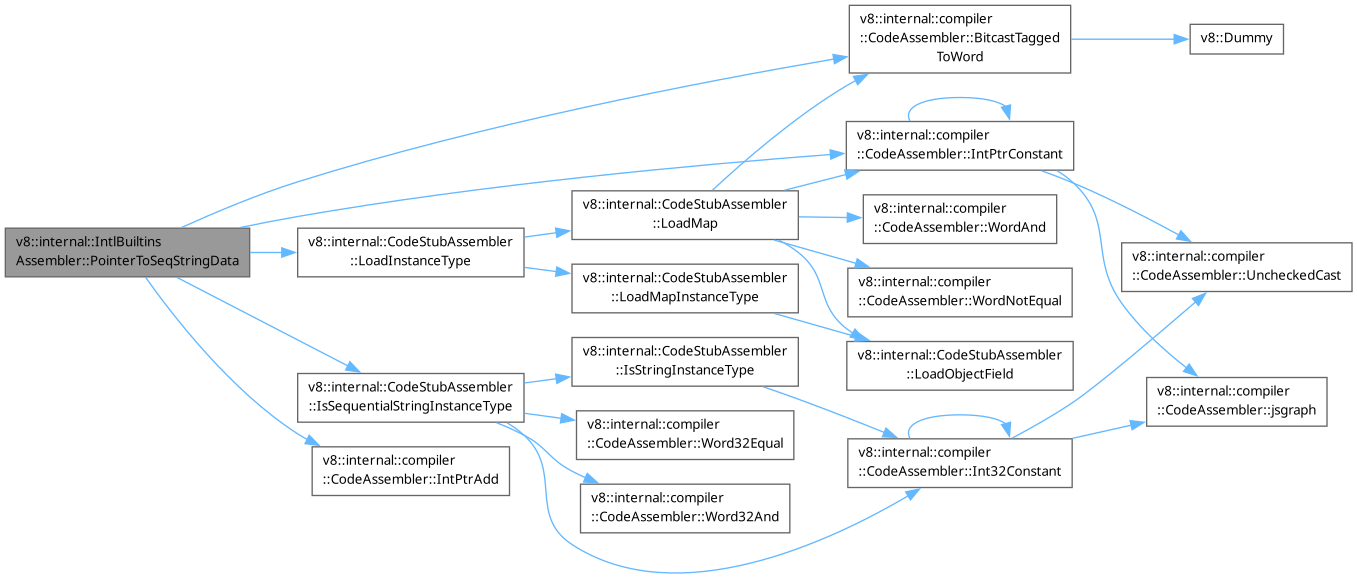 v8::internal::IntlBuiltins
Assembler::PointerToSeqStringData
v8::internal::CodeStubAssembler
::LoadInstanceType
v8::internal::CodeStubAssembler
::IsSequentialStringInstanceType
v8::internal::compiler
::CodeAssembler::IntPtrAdd
v8::internal::CodeStubAssembler
::LoadMap
v8::internal::CodeStubAssembler
::LoadMapInstanceType
v8::internal::CodeStubAssembler
::IsStringInstanceType
v8::internal::compiler
::CodeAssembler::Word32Equal
v8::internal::compiler
::CodeAssembler::Word32And
v8::internal::compiler
::CodeAssembler::BitcastTagged
ToWord
v8::internal::compiler
::CodeAssembler::IntPtrConstant
v8::internal::compiler
::CodeAssembler::WordAnd
v8::internal::compiler
::CodeAssembler::WordNotEqual
v8::internal::CodeStubAssembler
::LoadObjectField
v8::internal::compiler
::CodeAssembler::Int32Constant
v8::Dummy
v8::internal::compiler
::CodeAssembler::UncheckedCast
v8::internal::compiler
::CodeAssembler::jsgraph